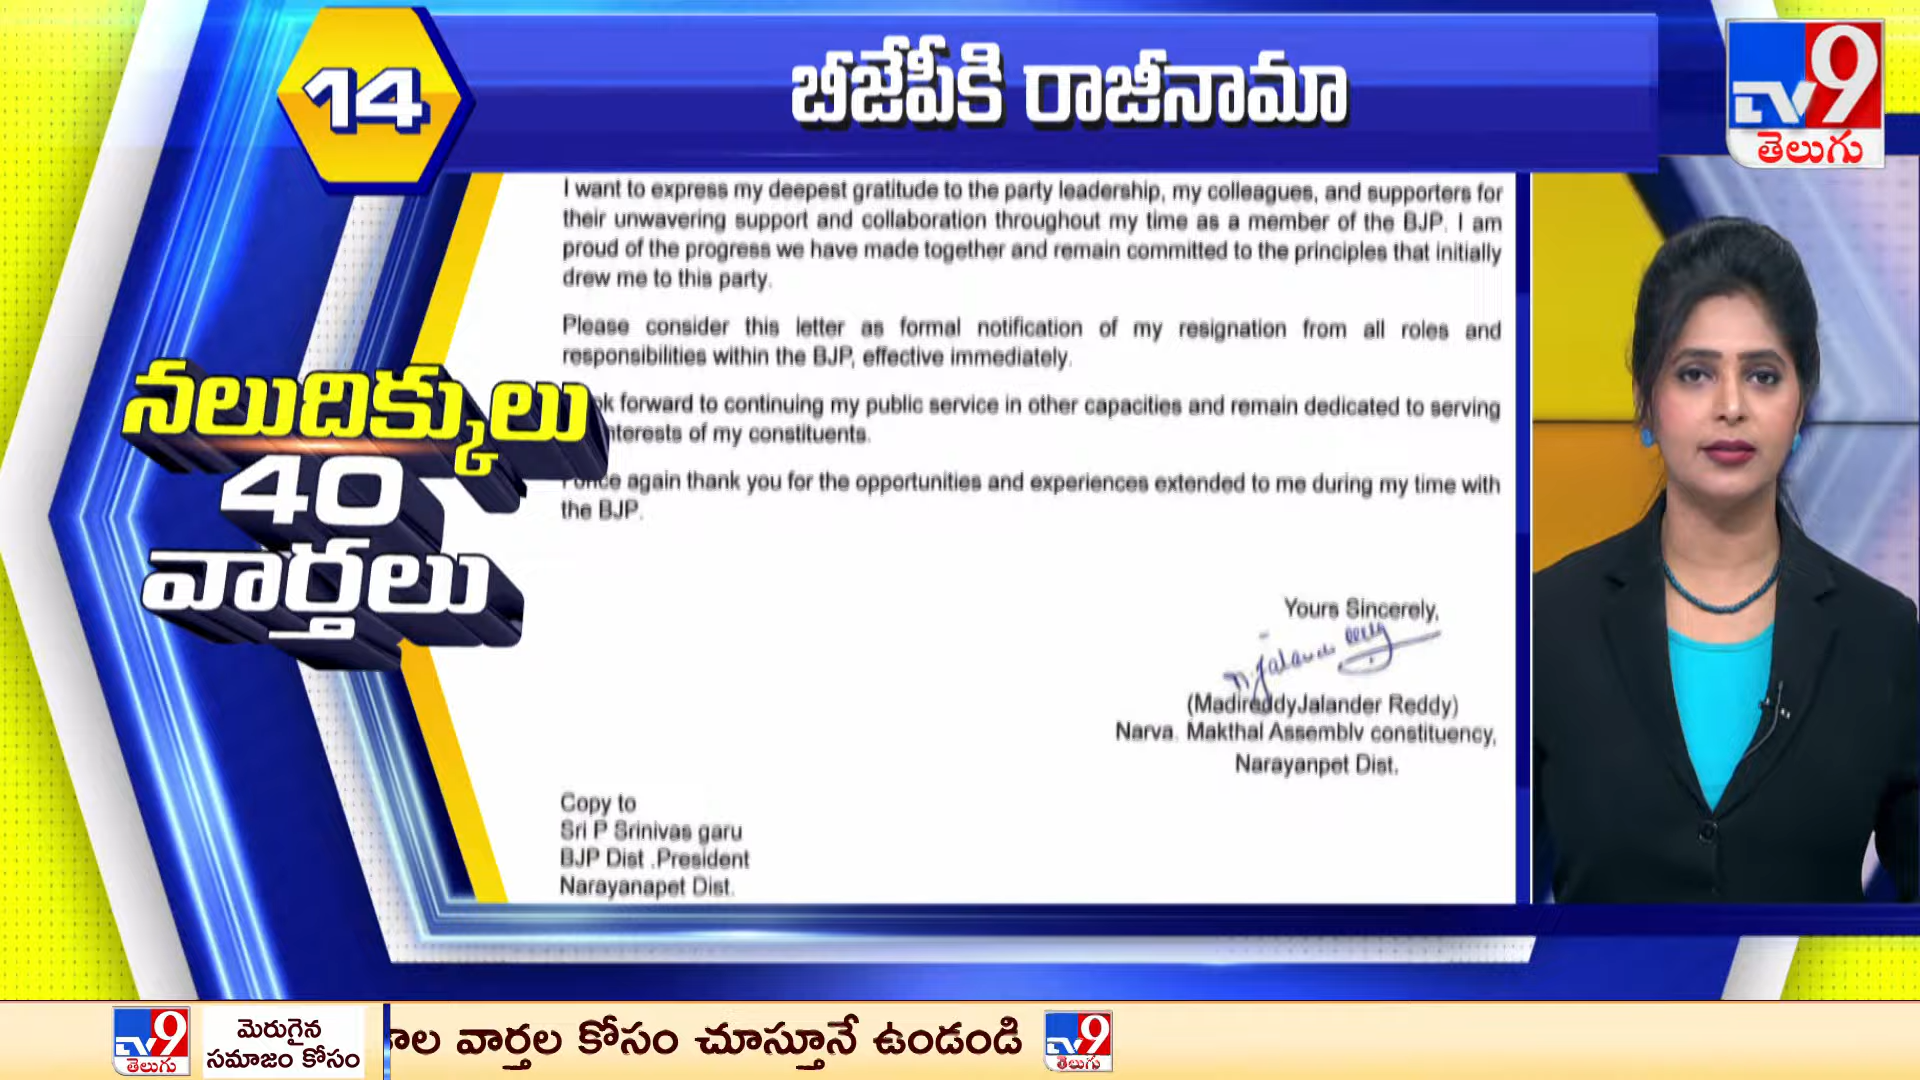 14
బీజేపీకి రాజీనామా
TV9
తెలుగు
I want to express my deepest gratitude to the party leadership, my colleagues, and supporters for
their unwavering support and collaboration throughout my time as a member of the BJP. I am
proud of the progress we have made together and remain committed to the principles that initially
drew me to this party.
Please consider this letter as formal notification of my resignation from all roles and
responsibilities within the BJP, effective immediately.
forward to continuing my public service in other capacities and remain dedicated to serving
interests of my constituents.
I once again thank you for the opportunities and experiences extended to me during my time with
the BJP.
నలుదిక్కులు
40
వార్తలు
Yours Sincerely,
(MadireddyJalander Reddy)
Narva. Makthal Assembly constituency,
Narayanpet Dist.
Copy to
Sri P Srinivas garu
BJP Dist .President
Narayanapet Dist.
TV9
తెలుగు
మెరుగైన
సమాజం కోసం
వార్తల కోసం చూస్తూనే ఉండండి
TV9
తెలుగు